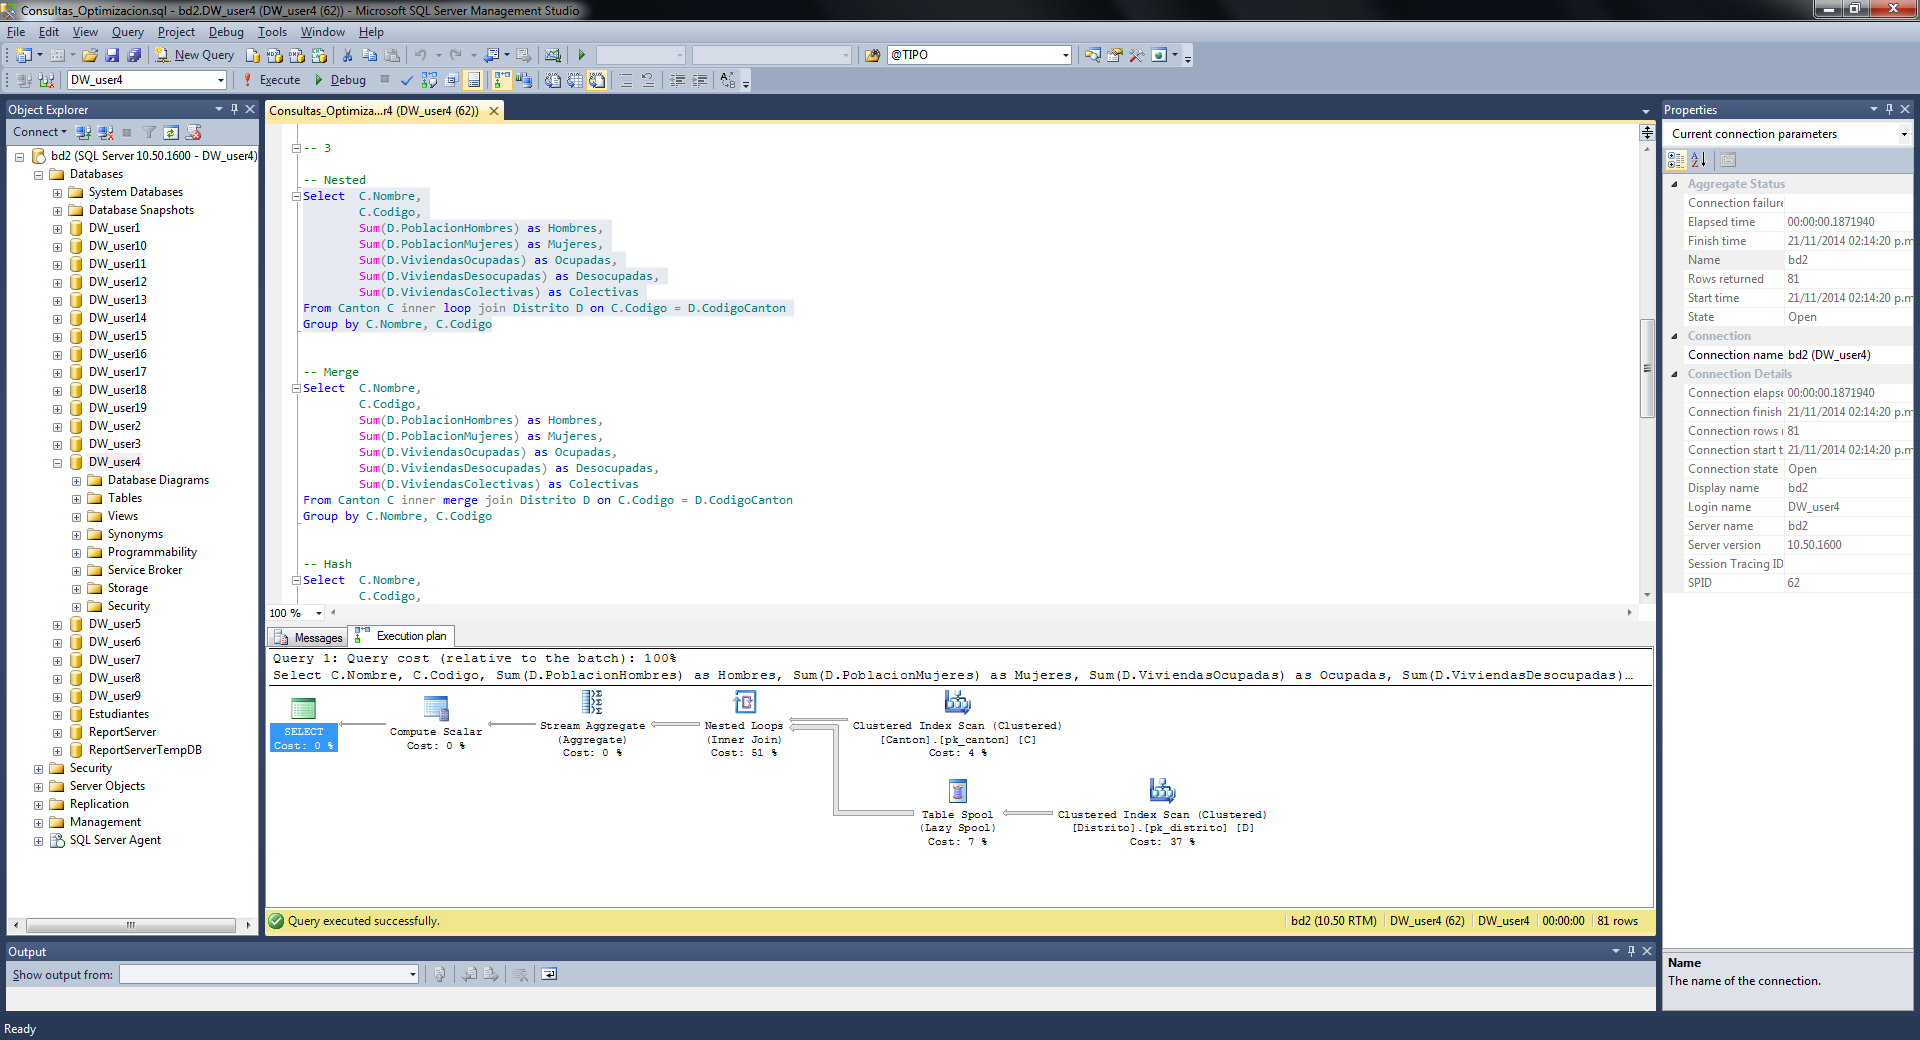 Consultas_Optimizacion.sql - bd2.DW_user4 (DW_user4 (62)) - Microsoft SQL Server Management Studio
File Edit View Query Project Debug Tools Window Help
New Query @TIPO
DW_user4 Execute Debug
Object Explorer
Connect
bd2 (SQL Server 10.50.1600 - DW_user4)
Databases
System Databases
Database Snapshots
DW_user1
DW_user10
DW_user11
DW_user12
DW_user13
DW_user14
DW_user15
DW_user16
DW_user17
DW_user18
DW_user19
DW_user2
DW_user3
DW_user4
Database Diagrams
Tables
Views
Synonyms
Programmability
Service Broker
Storage
Security
DW_user5
DW_user6
DW_user7
DW_user8
DW_user9
Estudiantes
ReportServer
ReportServerTempDB
Security
Server Objects
Replication
Management
SQL Server Agent
Consultas_Optimiza...r4 (DW_user4 (62))
-- 3
-- Nested
Select C.Nombre,
C.Codigo,
Sum(D.PoblacionHombres) as Hombres,
Sum(D.PoblacionMujeres) as Mujeres,
Sum(D.ViviendasOcupadas) as Ocupadas,
Sum(D.ViviendasDesocupadas) as Desocupadas,
Sum(D.ViviendasColectivas) as Colectivas
From Canton C inner loop join Distrito D on C.Codigo = D.CodigoCanton
Group by C.Nombre, C.Codigo
-- Merge
Select C.Nombre,
C.Codigo,
Sum(D.PoblacionHombres) as Hombres,
Sum(D.PoblacionMujeres) as Mujeres,
Sum(D.ViviendasOcupadas) as Ocupadas,
Sum(D.ViviendasDesocupadas) as Desocupadas,
Sum(D.ViviendasColectivas) as Colectivas
From Canton C inner merge join Distrito D on C.Codigo = D.CodigoCanton
Group by C.Nombre, C.Codigo
-- Hash
Select C.Nombre,
C.Codigo,
100 %
Messages Execution plan
Query 1: Query cost (relative to the batch): 100%
Select C.Nombre, C.Codigo, Sum(D.PoblacionHombres) as Hombres, Sum(D.PoblacionMujeres) as Mujeres, Sum(D.ViviendasOcupadas) as Ocupadas, Sum(D.ViviendasDesocupadas)...
SELECT
Cost: 0 %
Compute Scalar
Cost: 0 %
Stream Aggregate
(Aggregate)
Cost: 0 %
Nested Loops
(Inner Join)
Cost: 51 %
Clustered Index Scan (Clustered)
[Canton].[pk_canton] [C]
Cost: 4 %
Table Spool
(Lazy Spool)
Cost: 7 %
Clustered Index Scan (Clustered)
[Distrito].[pk_distrito] [D]
Cost: 37 %
Query executed successfully.
bd2 (10.50 RTM) DW_user4 (62) DW_user4 00:00:00 81 rows
Properties
Current connection parameters
Aggregate Status
Connection failure
Elapsed time 00:00:00.1871940
Finish time 21/11/2014 02:14:20 p.m
Name bd2
Rows returned 81
Start time 21/11/2014 02:14:20 p.m
State Open
Connection
Connection name bd2 (DW_user4)
Connection Details
Connection elapse 00:00:00.1871940
Connection finish 21/11/2014 02:14:20 p.m
Connection rows 81
Connection start t 21/11/2014 02:14:20 p.m
Connection state Open
Display name bd2
Login name DW_user4
Server name bd2
Server version 10.50.1600
Session Tracing ID
SPID 62
Name
The name of the connection.
Output
Show output from:
Ready